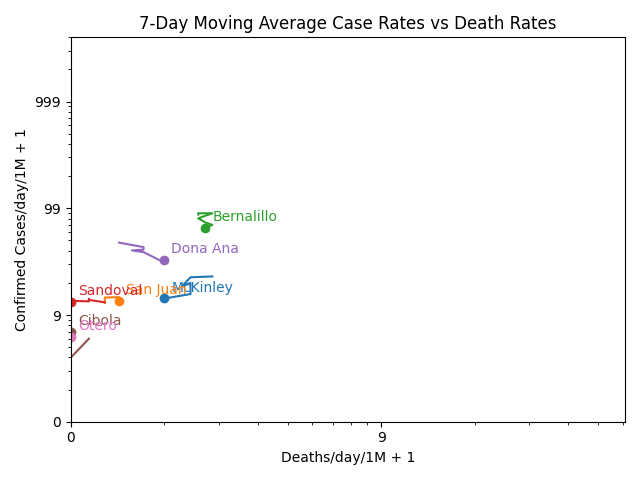 7-Day Moving Average Case Rates vs Death Rates
999
99
9
0
Confirmed Cases/day/1M + 1
Bernalillo
Dona Ana
Sandoval
San Juan
McKinley
Cibola
Otero
0
9
Deaths/day/1M + 1